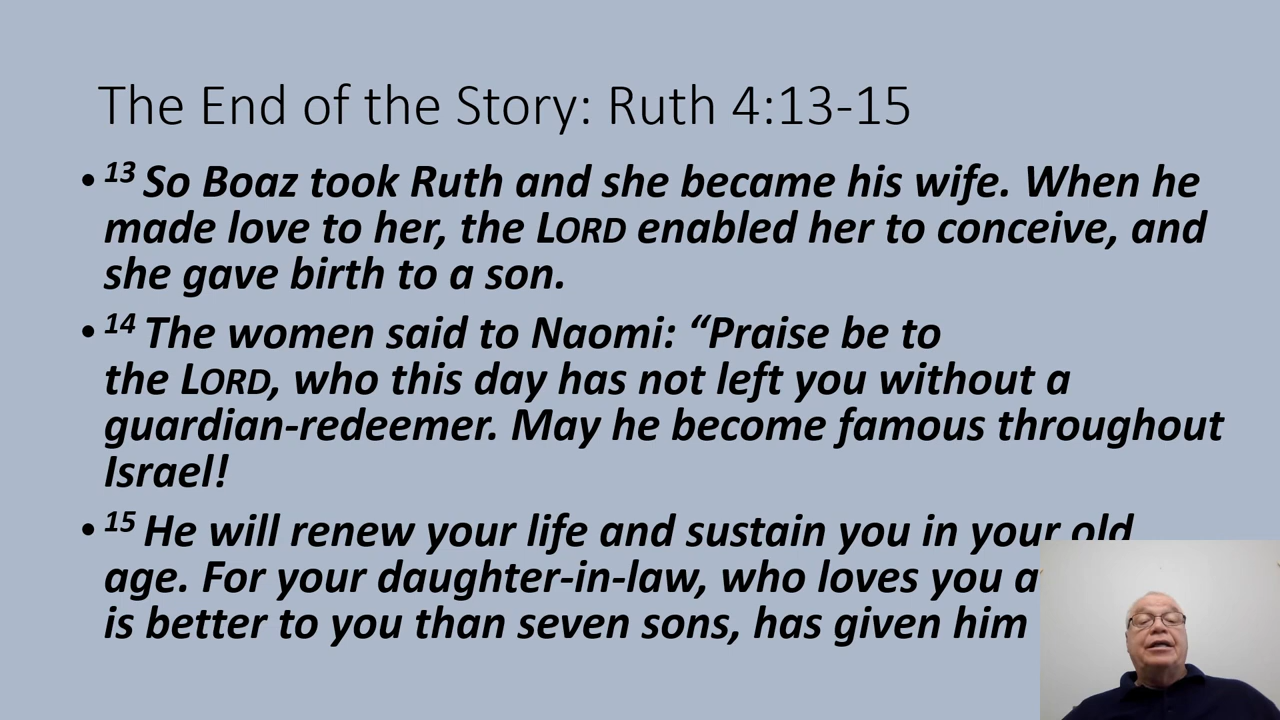 The End of the Story: Ruth 4:13-15
• 13 So Boaz took Ruth and she became his wife. When he
made love to her, the LORD enabled her to conceive, and
she gave birth to a son.
• 14 The women said to Naomi: “Praise be to
the LORD, who this day has not left you without a
guardian-redeemer. May he become famous throughout
Israel!
• 15 He will renew your life and sustain you in your old
age. For your daughter-in-law, who loves you
is better to you than seven sons, has given him